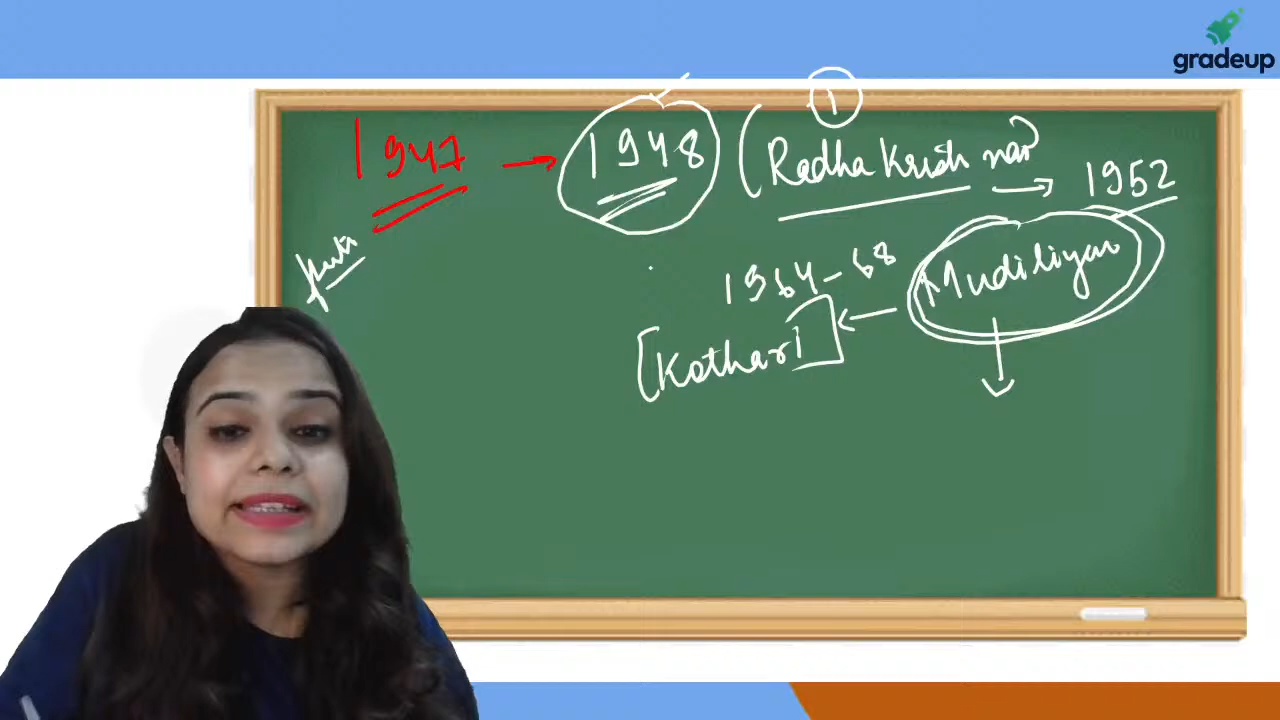 gradeup
1
1947 → 1948 (Radha Krishnan → 1952
1964-68 ← Mudiliyar
[Kothari]